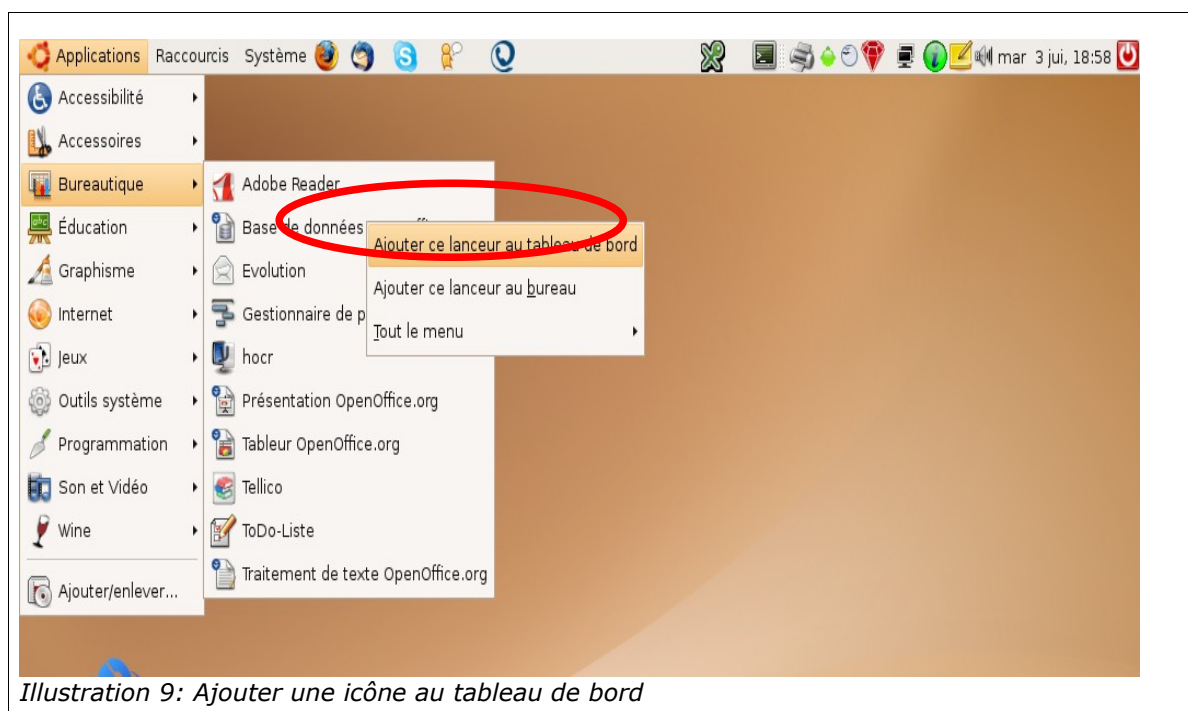 Applications Raccourcis Système
mar 3 jui, 18:58
Accessibilité
Accessoires
Bureautique
Éducation
Graphisme
Internet
Jeux
Outils système
Programmation
Son et Vidéo
Wine
Ajouter/enlever...
Adobe Reader
Base de données
Evolution
Gestionnaire de p
hocr
Présentation OpenOffice.org
Tableur OpenOffice.org
Tellico
ToDo-Liste
Traitement de texte OpenOffice.org
Ajouter ce lanceur au tableau de bord
Ajouter ce lanceur au bureau
Tout le menu
Illustration 9: Ajouter une icône au tableau de bord